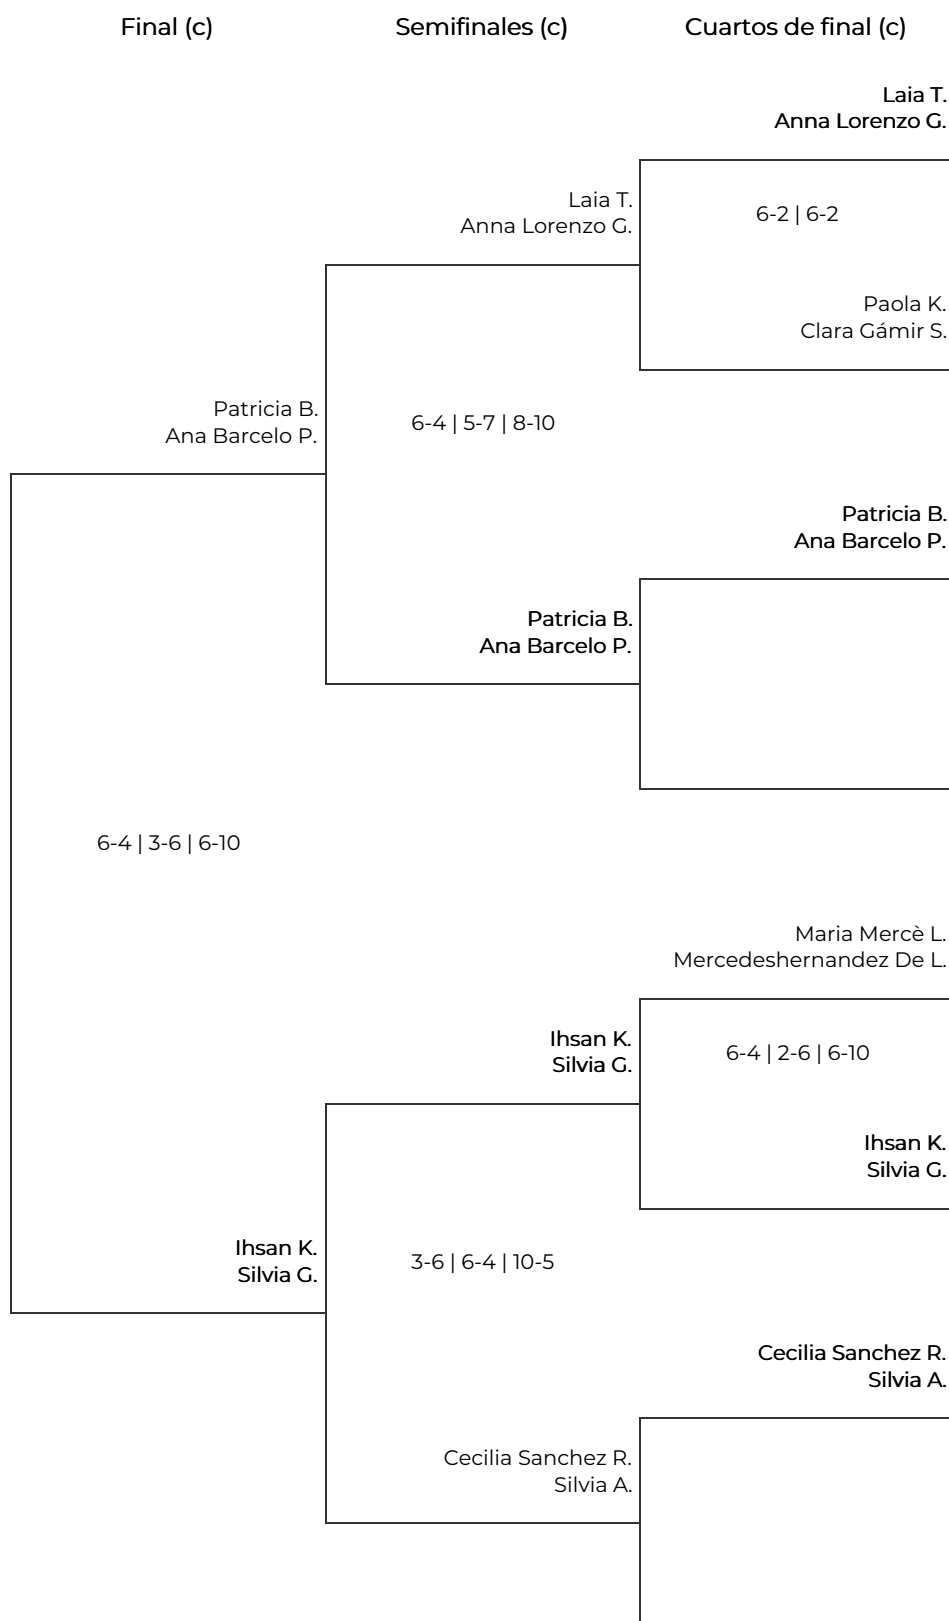 Final (c)
Semifinales (c)
Cuartos de final (c)
Laia T.
Anna Lorenzo G.
Laia T.
Anna Lorenzo G.
6-2 | 6-2
Paola K.
Clara Gámir S.
Patricia B.
Ana Barcelo P.
6-4 | 5-7 | 8-10
Patricia B.
Ana Barcelo P.
Patricia B.
Ana Barcelo P.
6-4 | 3-6 | 6-10
Maria Mercè L.
Mercedeshernandez De L.
Ihsan K.
Silvia G.
6-4 | 2-6 | 6-10
Ihsan K.
Silvia G.
Ihsan K.
Silvia G.
3-6 | 6-4 | 10-5
Cecilia Sanchez R.
Silvia A.
Cecilia Sanchez R.
Silvia A.